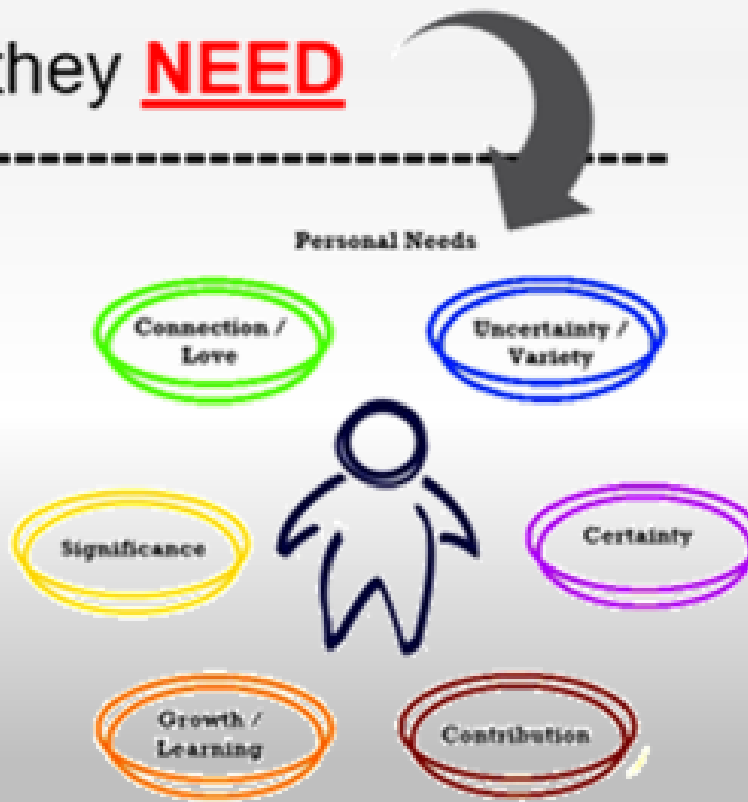 they NEED
Personal Needs
Connection /
Love
Uncertainty /
Variety
Significance
Certainty
Growth /
Learning
Contribution